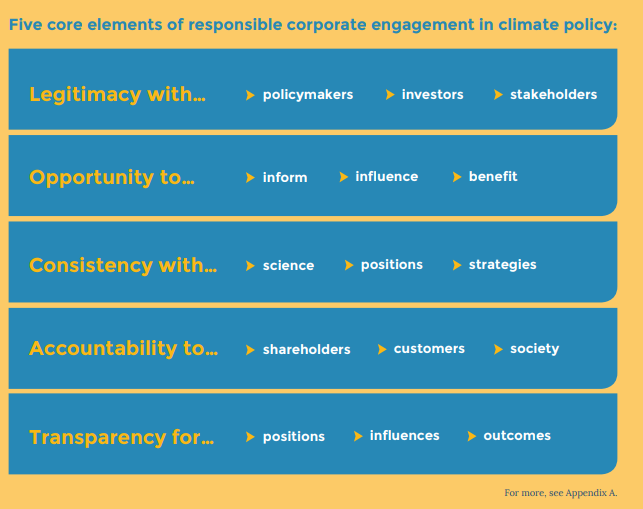 Five core elements of responsible corporate engagement in climate policy:
Legitimacy with... policymakers investors stakeholders
Opportunity to... inform influence benefit
Consistency with... science positions strategies
Accountability to... shareholders customers society
Transparency for... positions influences outcomes
For more, see Appendix A.